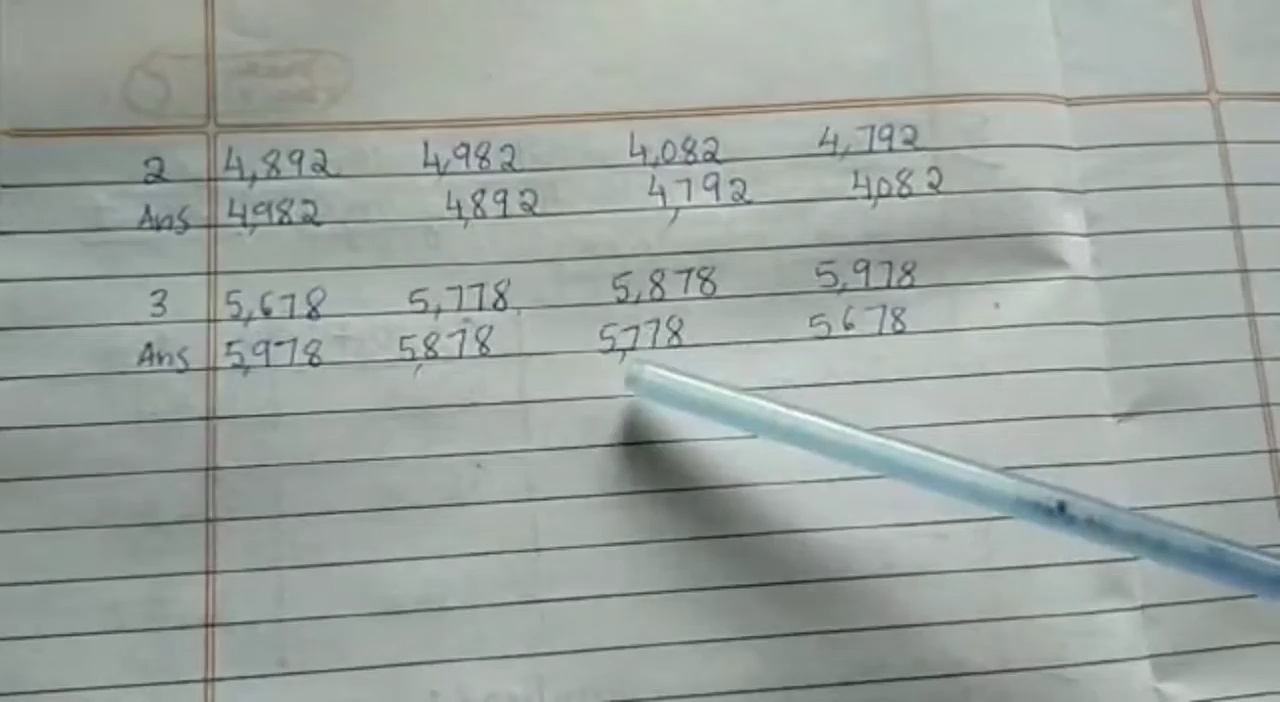 2 4,892 4,982 4,082 4,792
Ans 4,982 4,892 4,792 4,082
3 5,678 5,778 5,878 5,978
Ans 5,978 5,878 5,778 5678